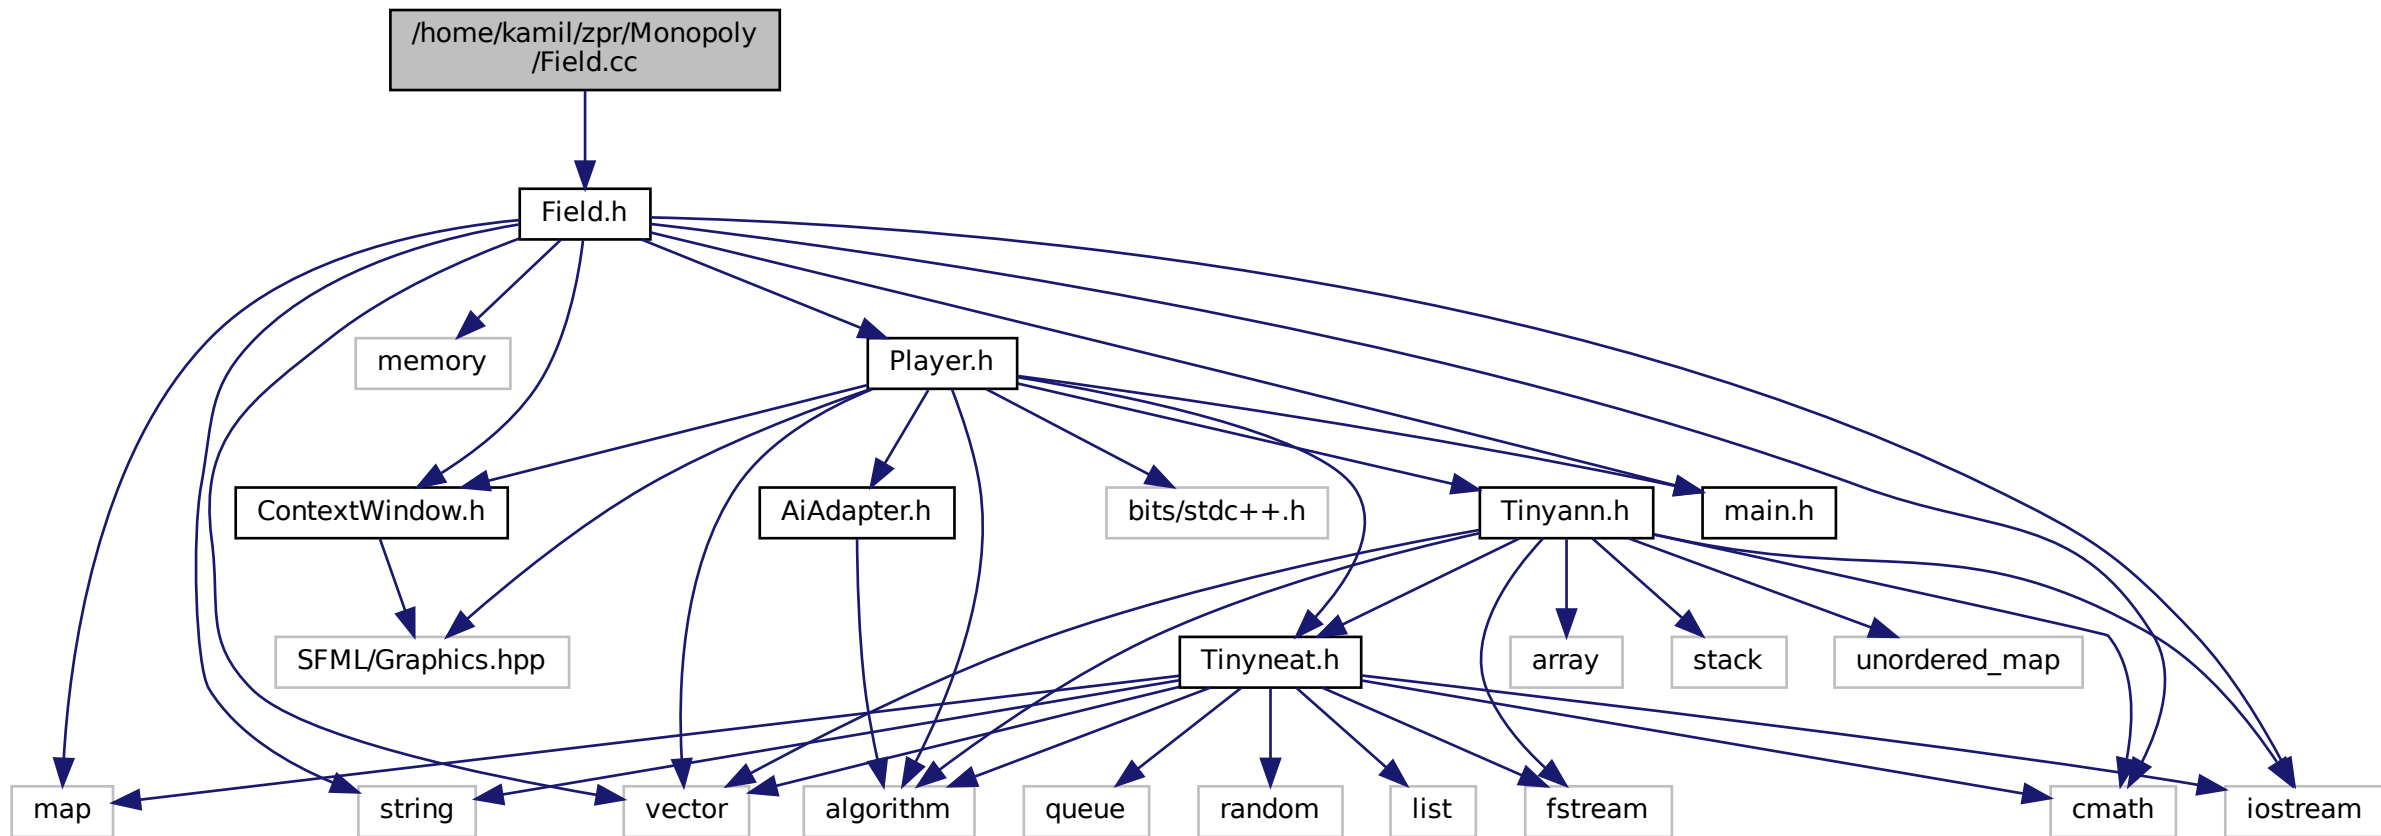 /home/kamil/zpr/Monopoly
/Field.cc
Field.h
memory
Player.h
ContextWindow.h
AiAdapter.h
bits/stdc++.h
Tinyann.h
main.h
SFML/Graphics.hpp
Tinyneat.h
array
stack
unordered_map
map
string
vector
algorithm
queue
random
list
fstream
cmath
iostream